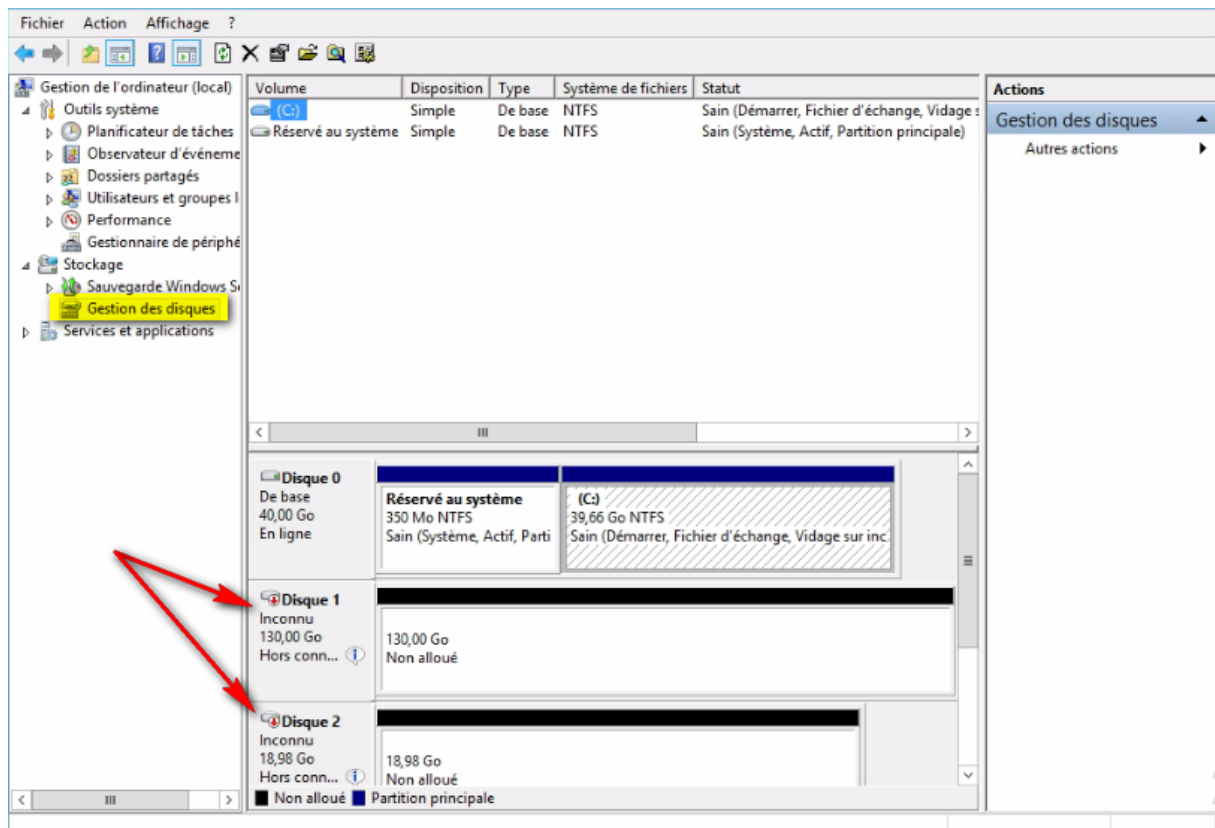 Fichier Action Affichage ?
Gestion de l'ordinateur (local)
Outils système
Planificateur de tâches
Observateur d'événeme
Dossiers partagés
Utilisateurs et groupes l
Performance
Gestionnaire de périphé
Stockage
Sauvegarde Windows S
Gestion des disques
Services et applications
Volume Disposition Type Système de fichiers Statut
(C:) Simple De base NTFS Sain (Démarrer, Fichier d'échange, Vidage s
Réservé au système Simple De base NTFS Sain (Système, Actif, Partition principale)
Disque 0
De base
40,00 Go
En ligne
Réservé au système
350 Mo NTFS
Sain (Système, Actif, Parti
(C:)
39,66 Go NTFS
Sain (Démarrer, Fichier d'échange, Vidage sur inc
Disque 1
Inconnu
130,00 Go
Hors conn...
130,00 Go
Non alloué
Disque 2
Inconnu
18,98 Go
Hors conn...
18,98 Go
Non alloué
Non alloué Partition principale
Actions
Gestion des disques
Autres actions